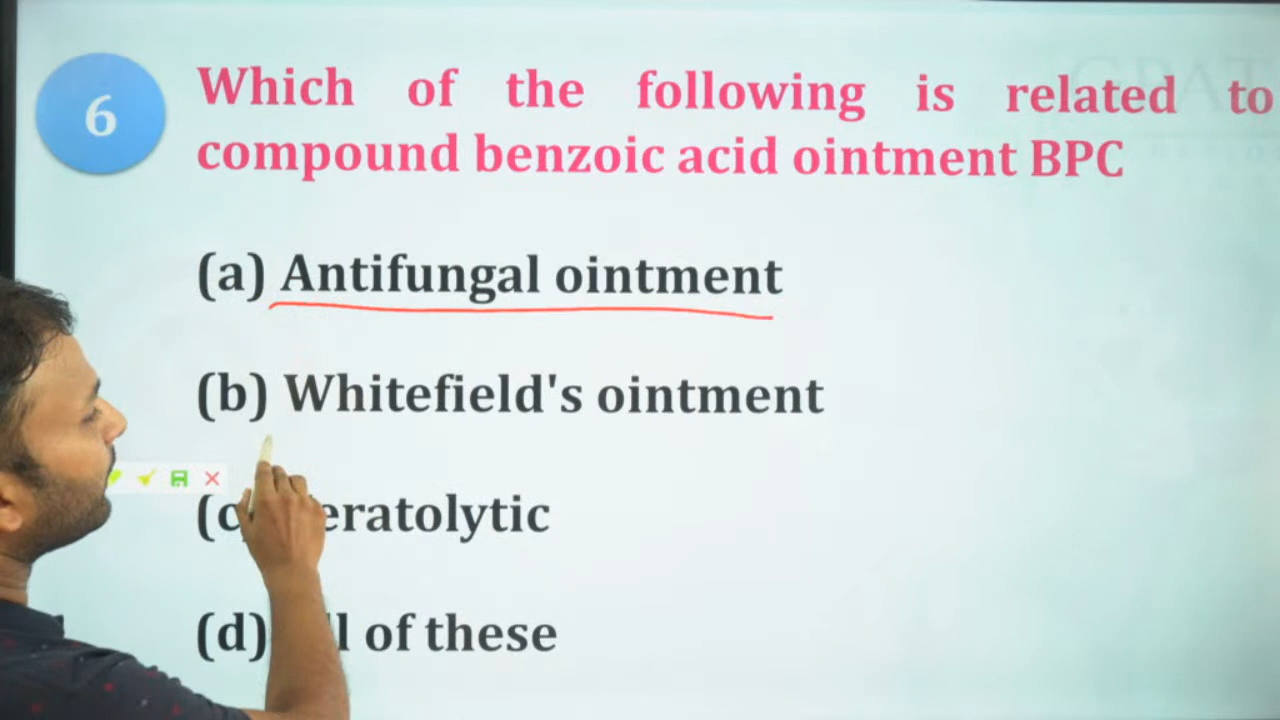 6
Which of the following is related to
compound benzoic acid ointment BPC
(a) Antifungal ointment
(b) Whitefield's ointment
(d) of these